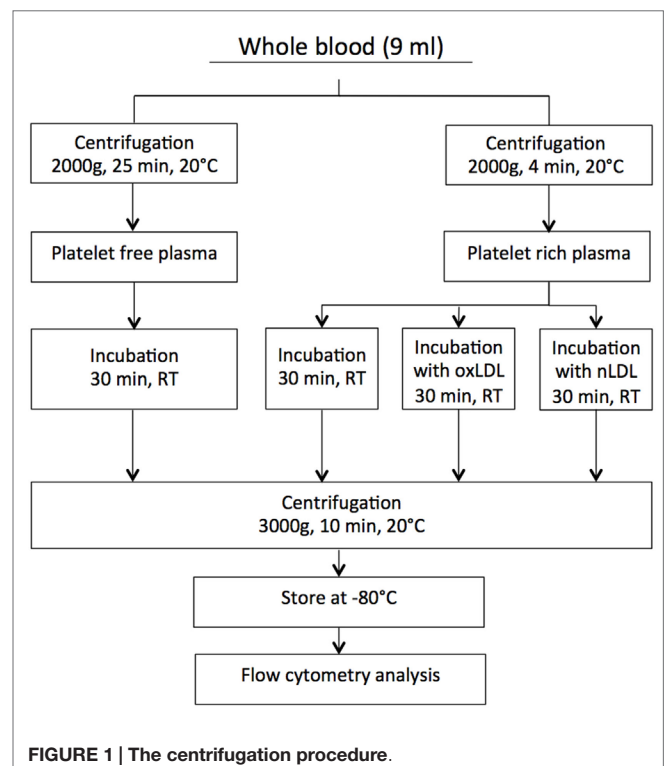 Whole blood (9 ml)
Centrifugation
2000g, 25 min, 20°C
Centrifugation
2000g, 4 min, 20°C
Platelet free plasma
Platelet rich plasma
Incubation
30 min, RT
Incubation
30 min, RT
Incubation
with oxLDL
30 min, RT
Incubation
with nLDL
30 min, RT
Centrifugation
3000g, 10 min, 20°C
Store at -80°C
Flow cytometry analysis
FIGURE 1 | The centrifugation procedure.